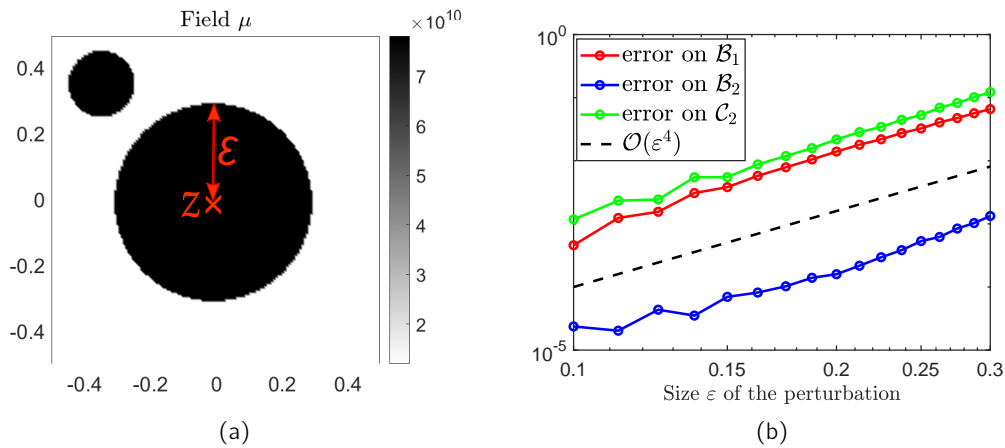 Field μ
×10^10
0.4
0.2
0
-0.2
-0.4
-0.4
-0.2
0
0.2
0.4
ε
z
7
6
5
4
3
2
(a)
10^0
10^-5
error on 𝓑₁
error on 𝓑₂
error on 𝓒₂
𝒪(ε⁴)
0.1
0.15
0.2
0.25
0.3
Size ε of the perturbation
(b)